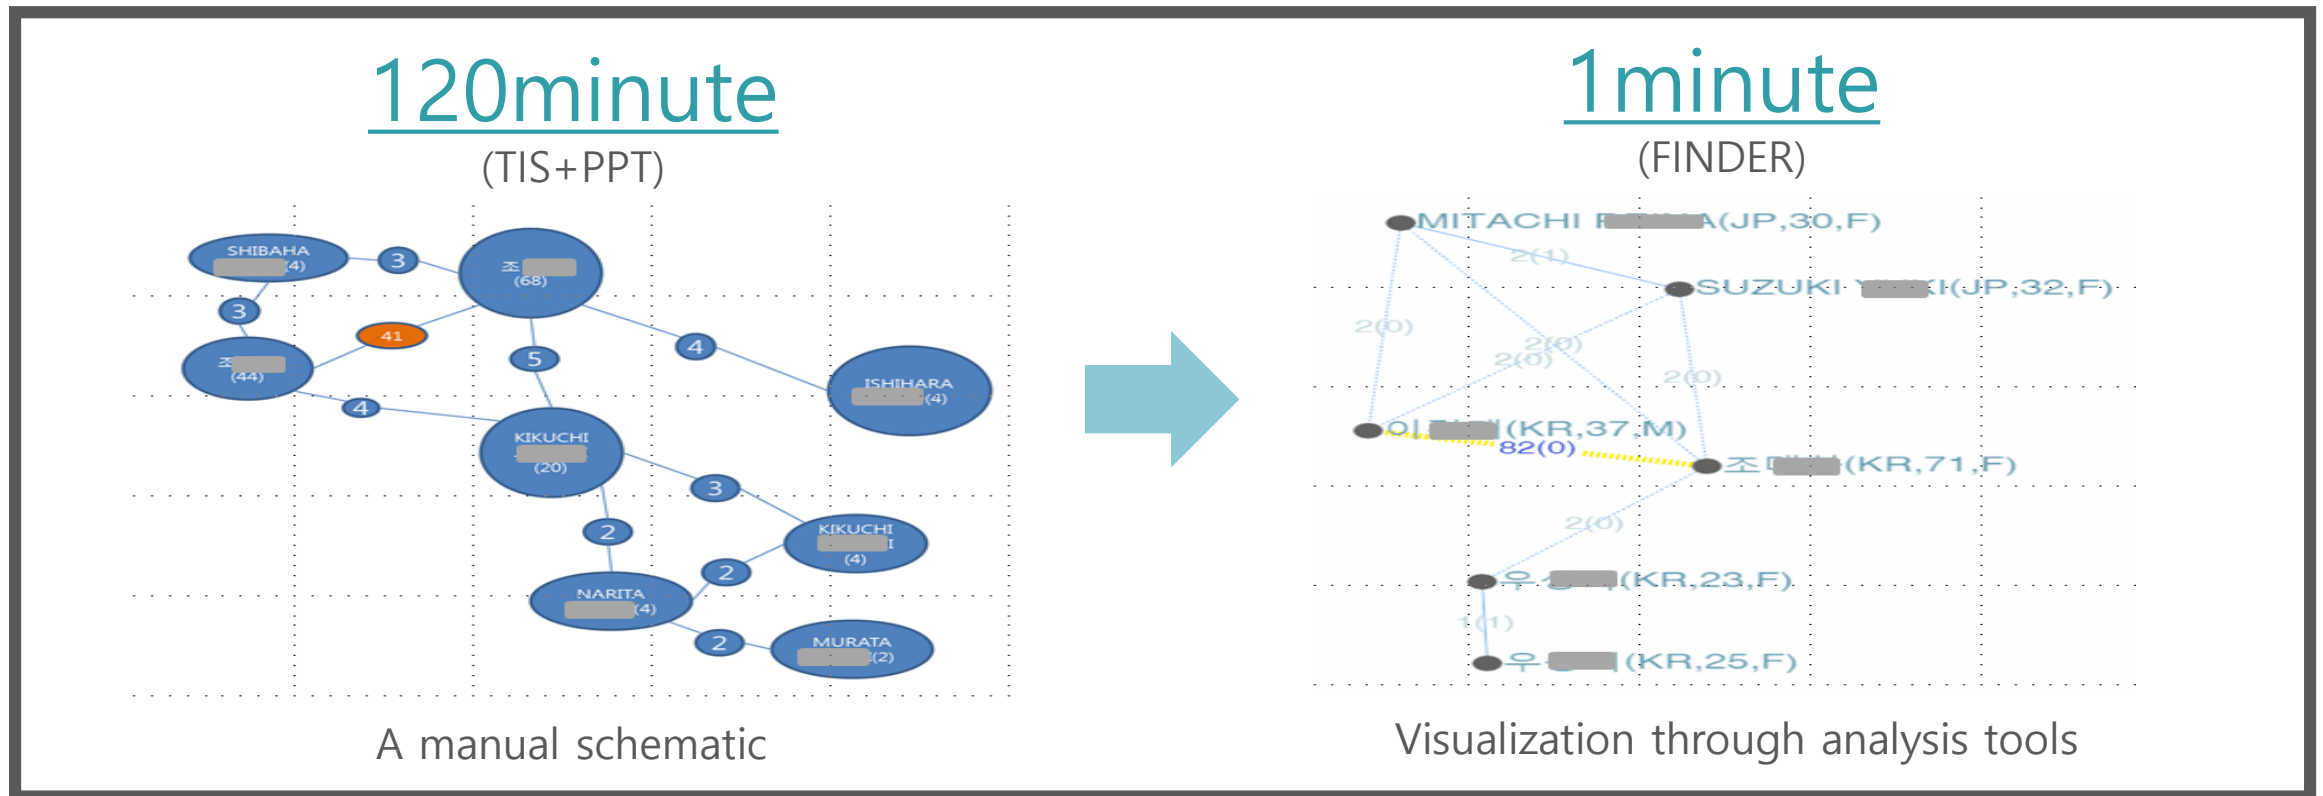 120minute
(TIS+PPT)
SHIBAHA
(4)
3
조
(68)
3
41
조
(44)
5
4
4
ISHIHARA
(4)
KIKUCHI
(20)
3
2
KIKUCHI
(4)
2
NARITA
(4)
2
MURATA
(2)
A manual schematic
1minute
(FINDER)
MITACHI (JP,30,F)
2(1)
SUZUKI (JP,32,F)
2(0)
2(0)
2(0)
2(0)
이 (KR,37,M)
82(0)
조 (KR,71,F)
2(0)
우 (KR,23,F)
1(1)
우 (KR,25,F)
Visualization through analysis tools